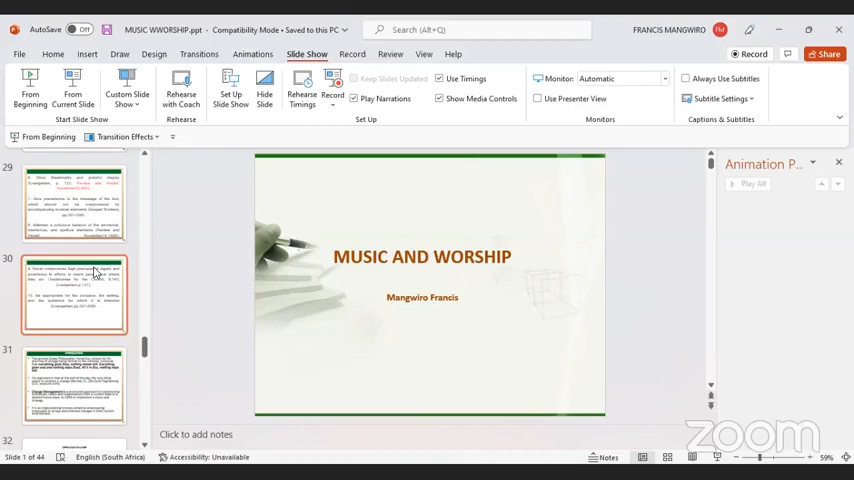 AutoSave Off MUSIC WWORSHIP.ppt - Compatibility Mode • Saved to this PC Search (Alt+Q) FRANCIS MANGWIRO FM
File Home Insert Draw Design Transitions Animations Slide Show Record Review View Help Record Share
From Beginning
From Current Slide
Custom Slide Show
Rehearse with Coach
Set Up Slide Show
Hide Slide
Rehearse Timings
Record
Keep Slides Updated
Play Narrations
Use Timings
Show Media Controls
Monitor: Automatic
Use Presenter View
Always Use Subtitles
Subtitle Settings
Start Slide Show Rehearse Set Up Monitors Captions & Subtitles
From Beginning Transition Effects
29
30
31
32
MUSIC AND WORSHIP
Mangwiro Francis
Animation P...
Play All
Click to add notes
zoom
Slide 1 of 44 English (South Africa) Accessibility: Unavailable Notes 59%